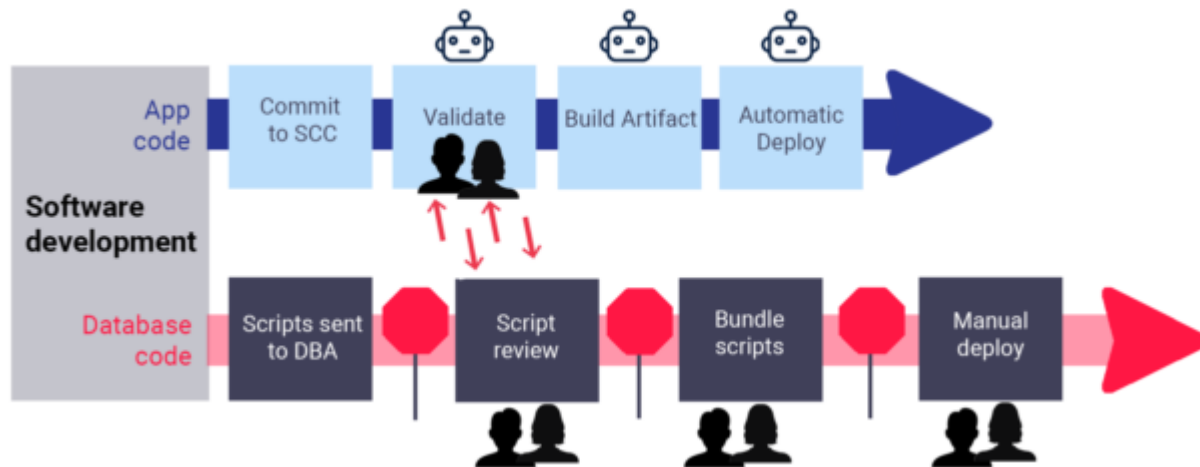 App
code
Commit
to SCC
Validate
Build Artifact
Automatic
Deploy
Software
development
Database
code
Scripts sent
to DBA
Script
review
Bundle
scripts
Manual
deploy